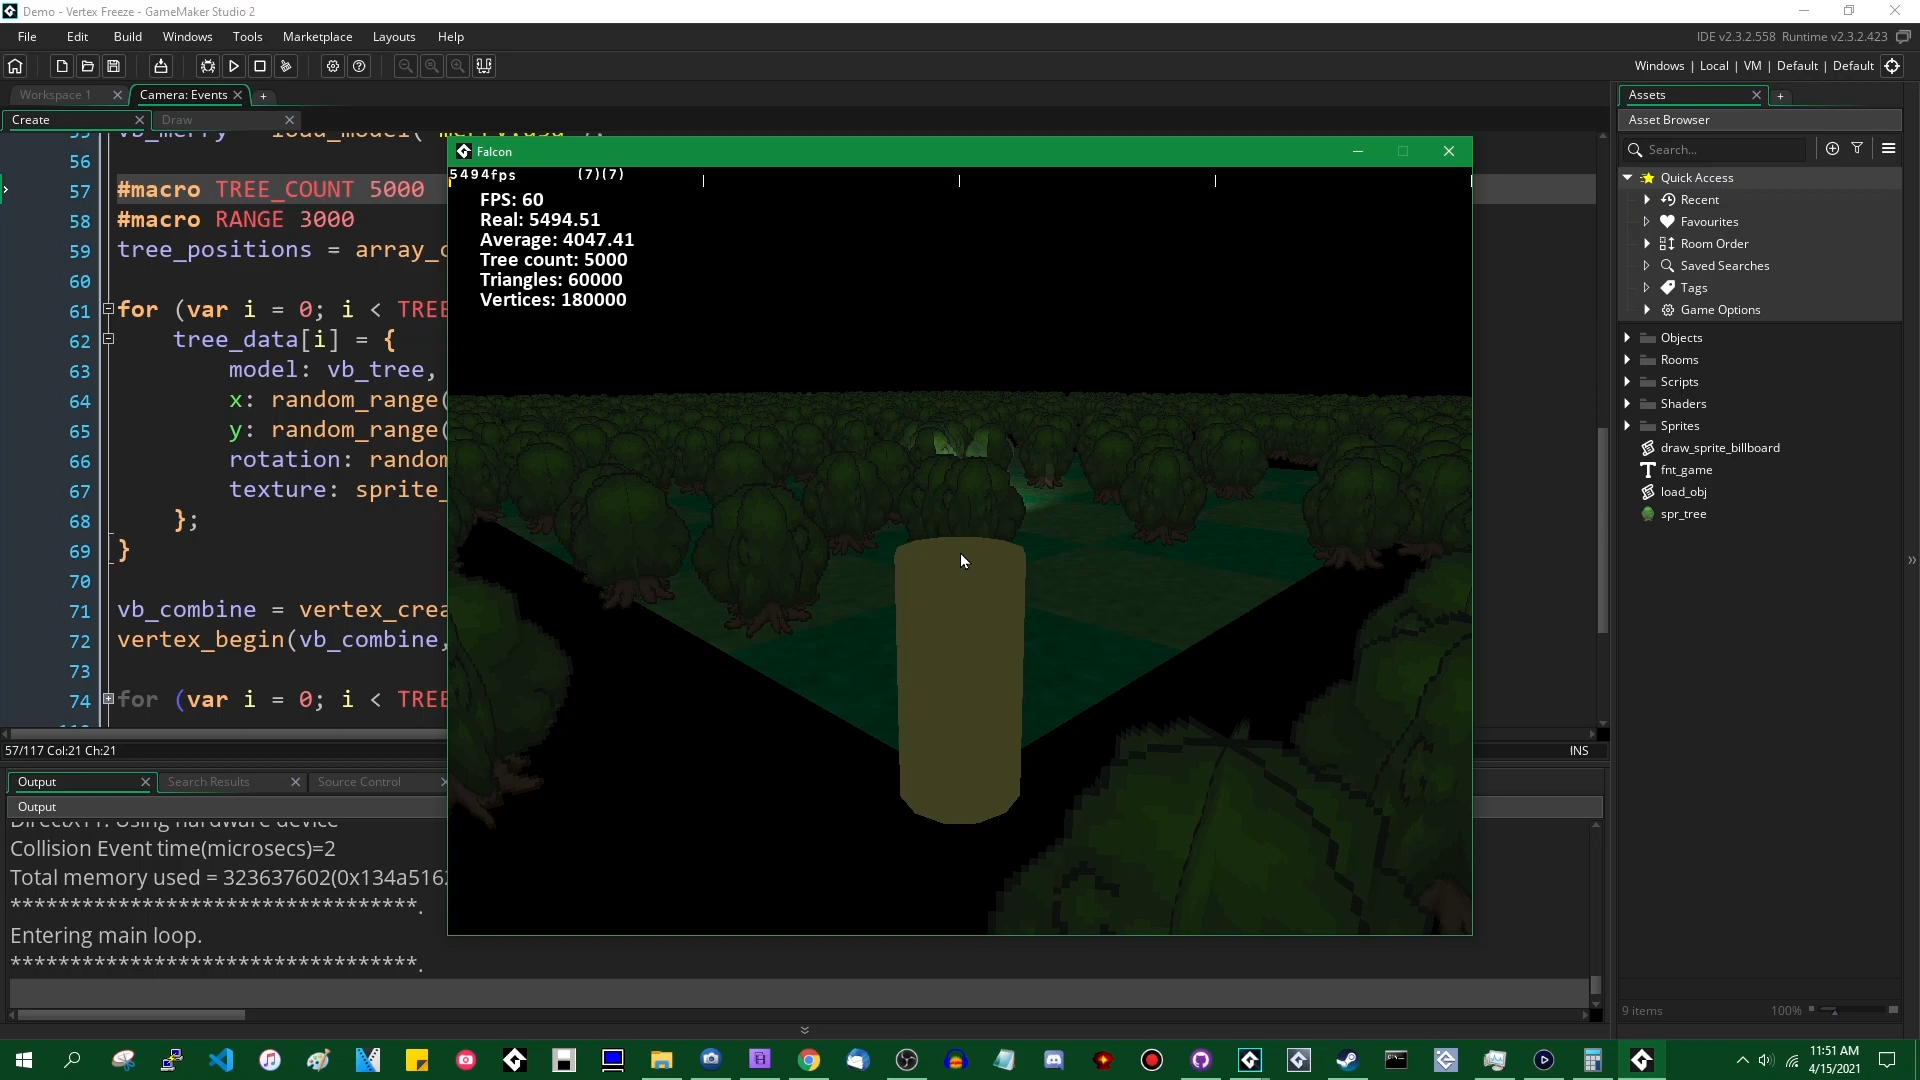 Demo - Vertex Freeze - GameMaker Studio 2
File Edit Build Windows Tools Marketplace Layouts Help
IDE v2.3.2.558 Runtime v2.3.2.423
Windows | Local | VM | Default | Default
Workspace 1
Camera: Events
Create
Draw
56
57 #macro TREE_COUNT 5000
58 #macro RANGE 3000
59 tree_positions = array_c
60
61 for (var i = 0; i < TREE
62 tree_data[i] = {
63 model: vb_tree,
64 x: random_range(
65 y: random_range(
66 rotation: random
67 texture: sprite_
68 };
69 }
70
71 vb_combine = vertex_crea
72 vertex_begin(vb_combine,
73
74 for (var i = 0; i < TREE
57/117 Col:21 Ch:21
INS
Falcon
5494fps (7)(7)
FPS: 60
Real: 5494.51
Average: 4047.41
Tree count: 5000
Triangles: 60000
Vertices: 180000
Output
Search Results
Source Control
Output
DirectX11: Using hardware device
Collision Event time(microsecs)=2
Total memory used = 323637602(0x134a5162
**********************************.
Entering main loop.
**********************************.
Assets
Asset Browser
Search...
Quick Access
Recent
Favourites
Room Order
Saved Searches
Tags
Game Options
Objects
Rooms
Scripts
Shaders
Sprites
draw_sprite_billboard
fnt_game
load_obj
spr_tree
9 items
100%
11:51 AM
4/15/2021